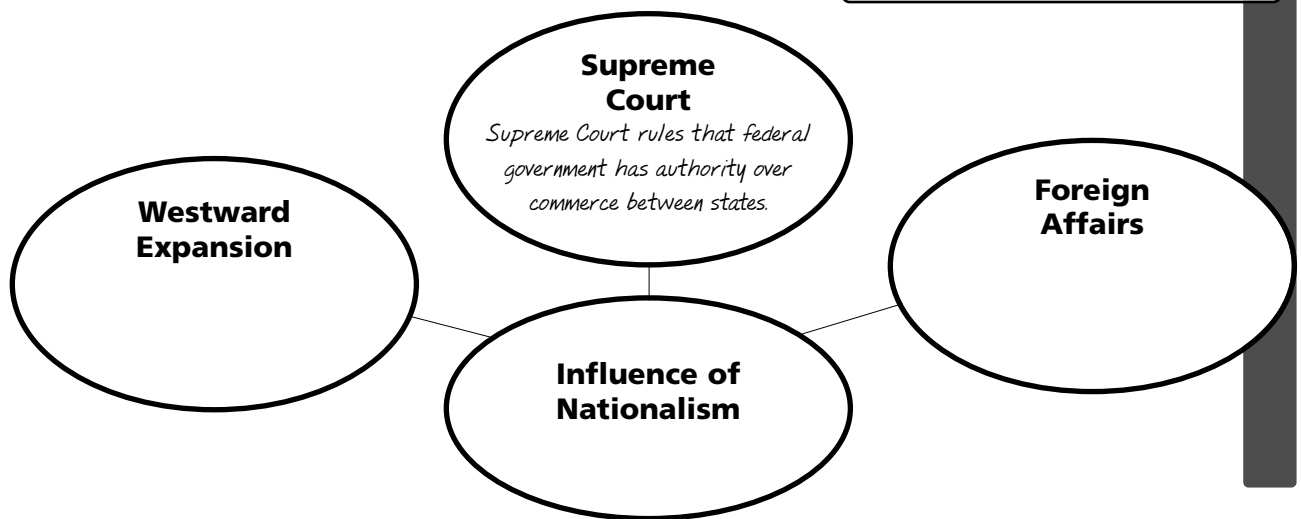 Supreme
Court
Supreme Court rules that federal
government has authority over
commerce between states.
Westward
Expansion
Foreign
Affairs
Influence of
Nationalism